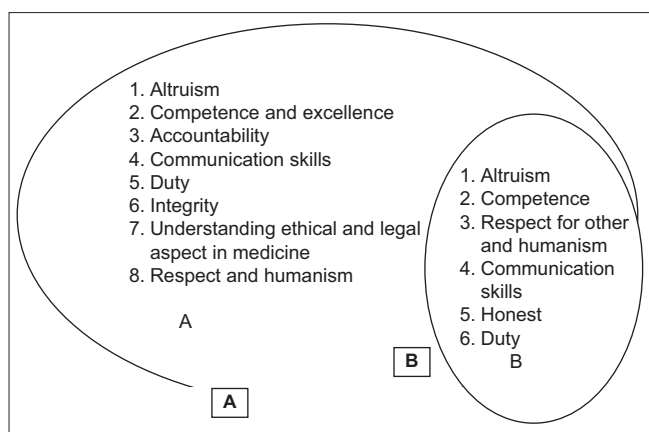 1. Altruism
2. Competence and excellence
3. Accountability
4. Communication skills
5. Duty
6. Integrity
7. Understanding ethical and legal
aspect in medicine
8. Respect and humanism
A
A
1. Altruism
2. Competence
3. Respect for other
and humanism
4. Communication
skills
5. Honest
6. Duty
B
B